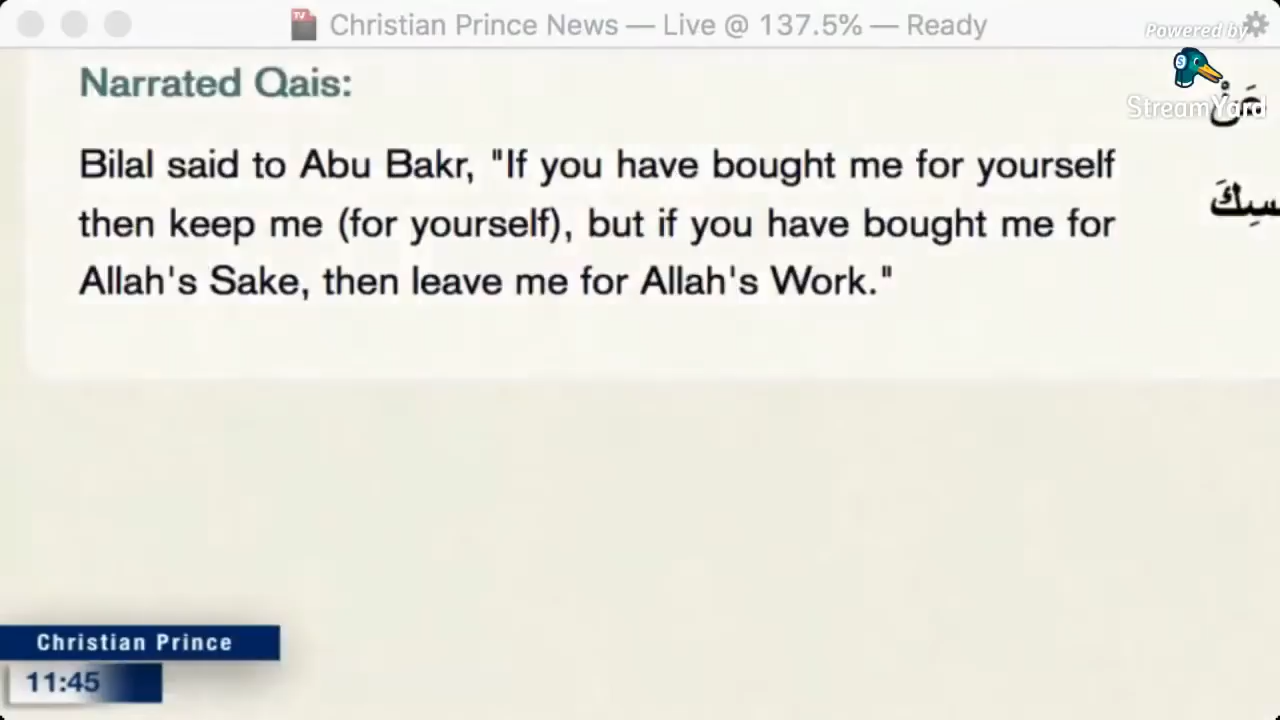 Christian Prince News — Live @ 137.5% — Ready
Powered by
StreamYard
Narrated Qais:
Bilal said to Abu Bakr, "If you have bought me for yourself
then keep me (for yourself), but if you have bought me for
Allah's Sake, then leave me for Allah's Work."
Christian Prince
11:45